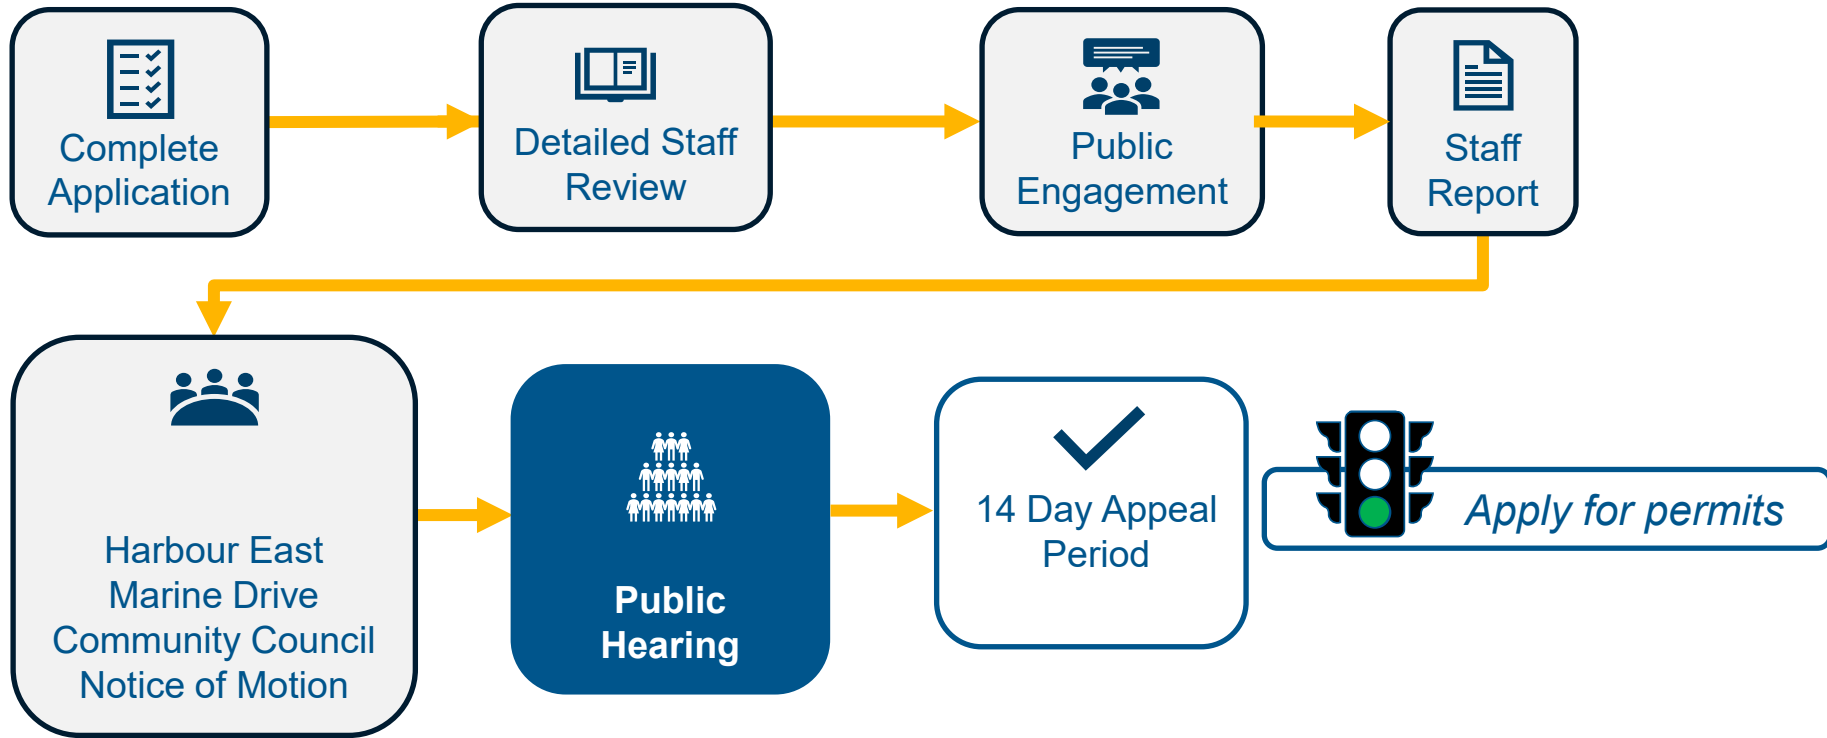 Complete
Application
Detailed Staff
Review
Public
Engagement
Staff
Report
Harbour East
Marine Drive
Community Council
Notice of Motion
Public
Hearing
14 Day Appeal
Period
Apply for permits